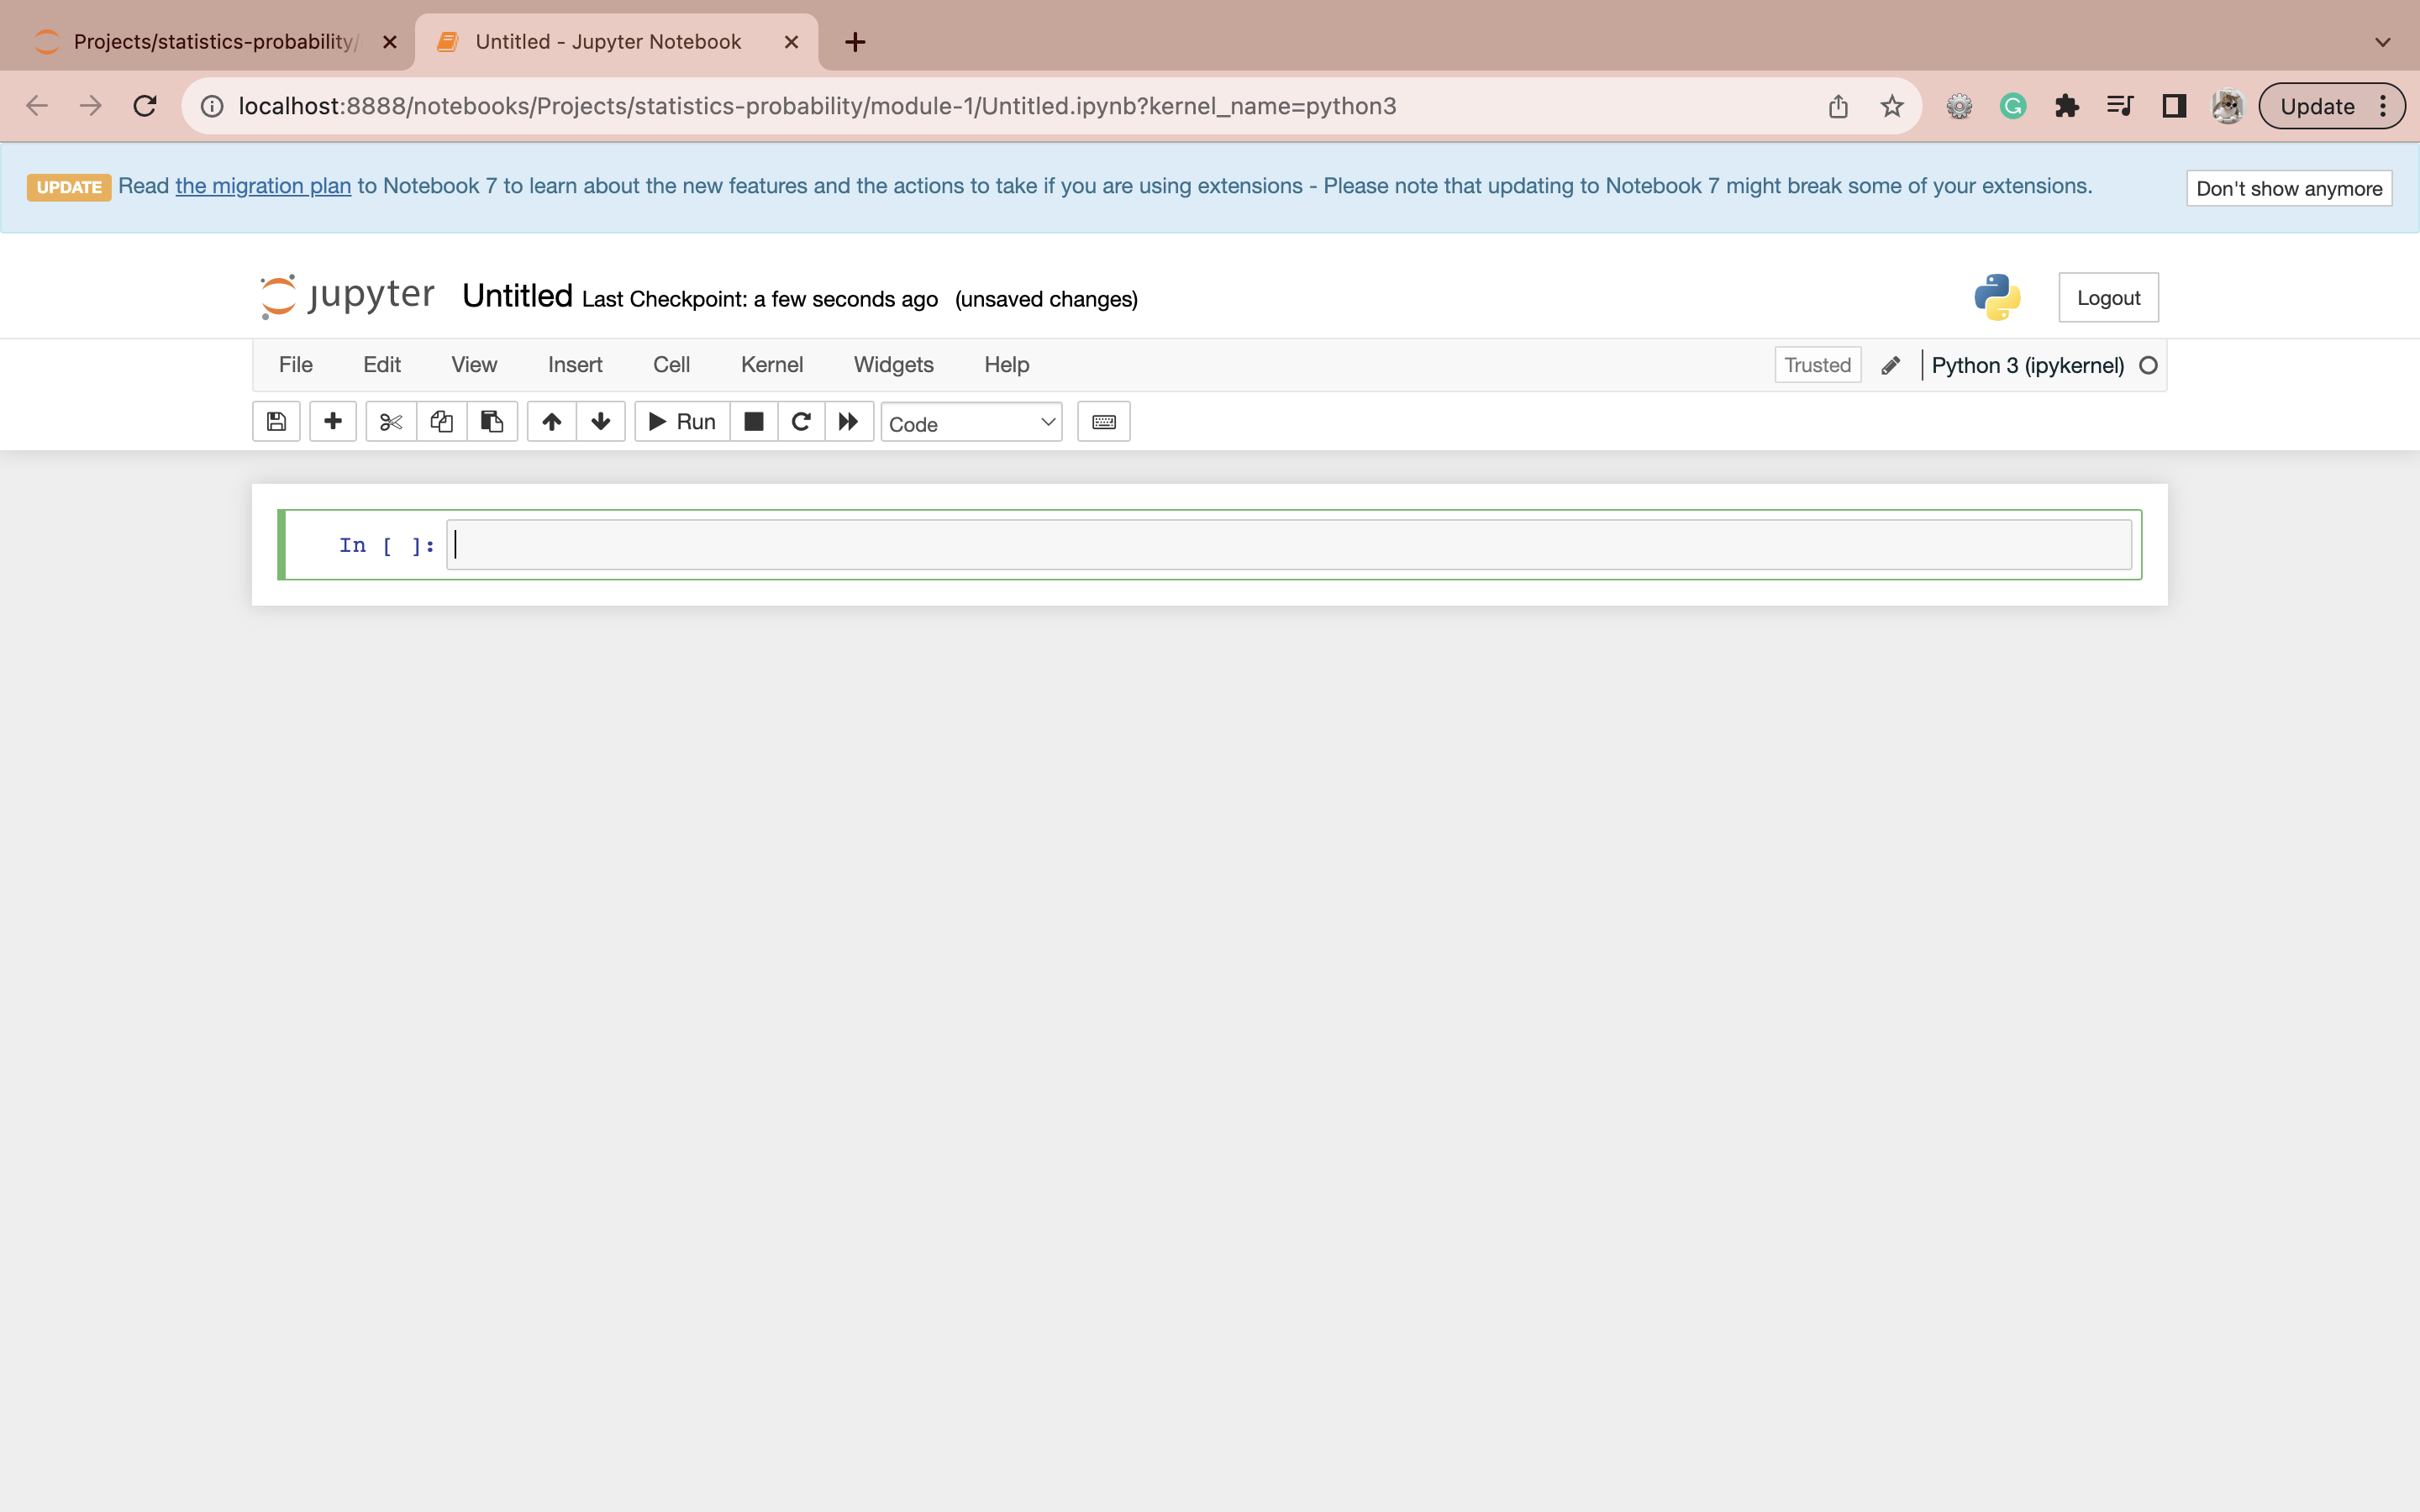 Projects/statistics-probability/
Untitled - Jupyter Notebook
localhost:8888/notebooks/Projects/statistics-probability/module-1/Untitled.ipynb?kernel_name=python3
Update
UPDATE Read the migration plan to Notebook 7 to learn about the new features and the actions to take if you are using extensions - Please note that updating to Notebook 7 might break some of your extensions.
Don't show anymore
jupyter Untitled Last Checkpoint: a few seconds ago (unsaved changes)
Logout
File Edit View Insert Cell Kernel Widgets Help
Trusted Python 3 (ipykernel)
Run Code
In [ ]: